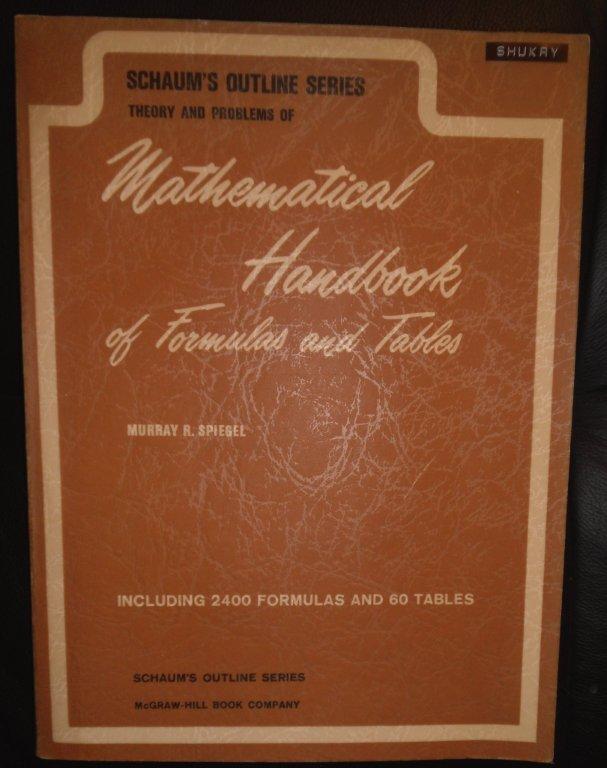 SHUKRY
SCHAUM'S OUTLINE SERIES
THEORY AND PROBLEMS OF
Mathematical
Handbook
of Formulas and Tables
MURRAY R. SPIEGEL
INCLUDING 2400 FORMULAS AND 60 TABLES
SCHAUM'S OUTLINE SERIES
McGRAW-HILL BOOK COMPANY